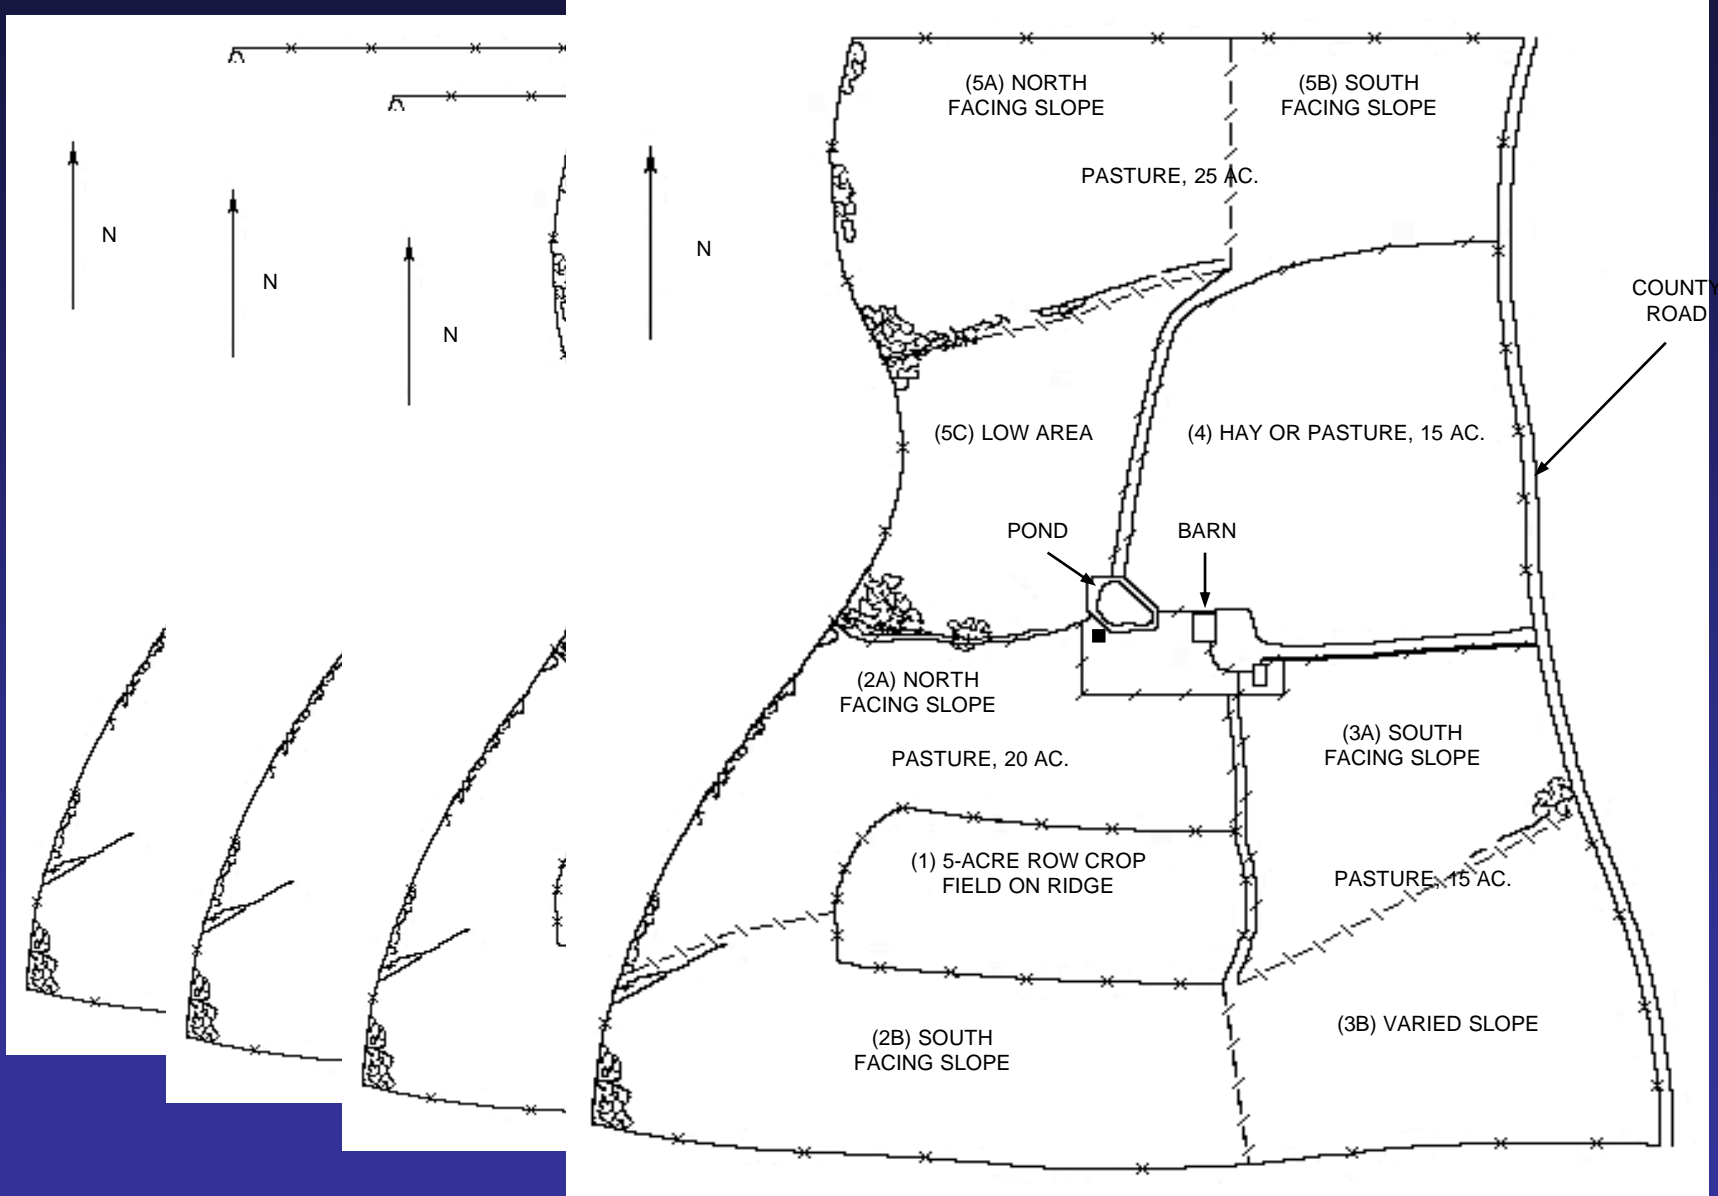 (5A) NORTH
FACING SLOPE
(5B) SOUTH
FACING SLOPE
PASTURE, 25 AC.
N
N
N
N
COUNTY
ROAD
(5C) LOW AREA
(4) HAY OR PASTURE, 15 AC.
POND
BARN
(2A) NORTH
FACING SLOPE
(3A) SOUTH
FACING SLOPE
PASTURE, 20 AC.
(1) 5-ACRE ROW CROP
FIELD ON RIDGE
PASTURE, 15 AC.
(2B) SOUTH
FACING SLOPE
(3B) VARIED SLOPE